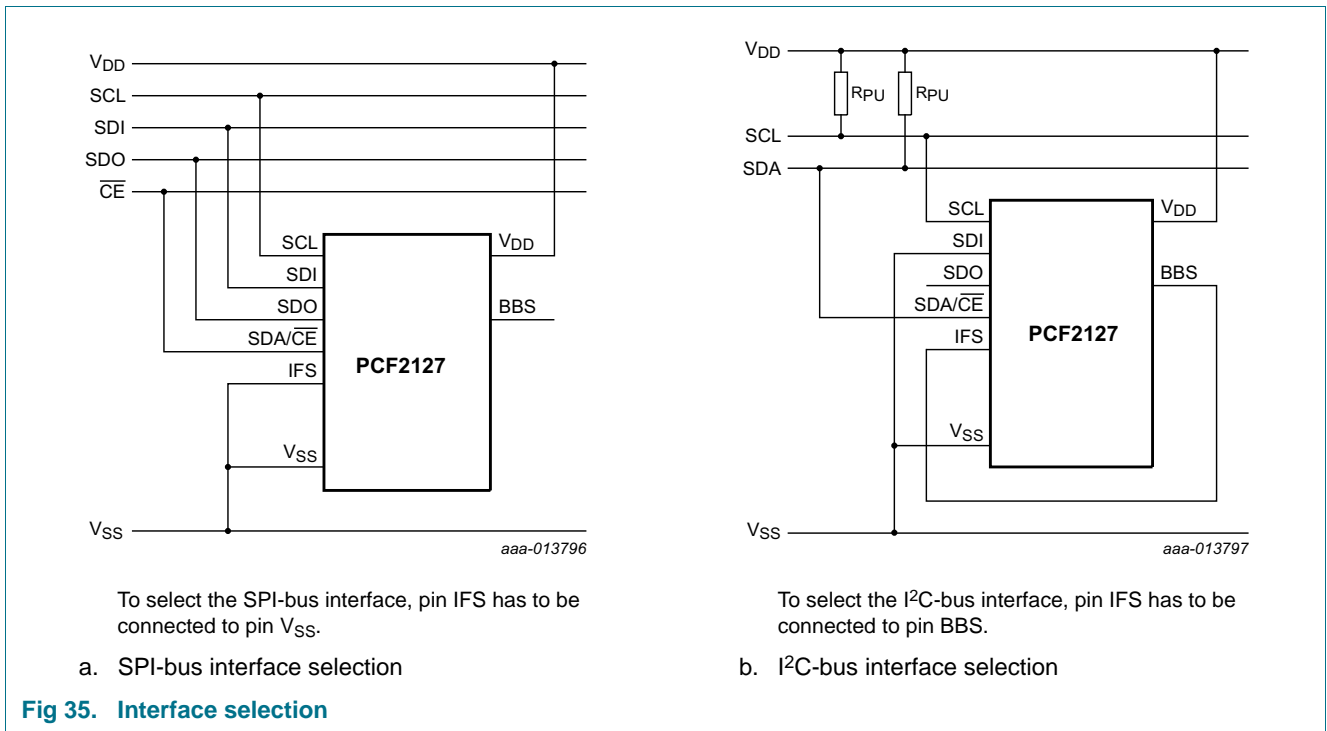 VDD
SCL
SDI
SDO
CE
SCL
SDI
SDO
SDA/CE
IFS
VSS
VDD
BBS
PCF2127
VSS
aaa-013796
To select the SPI-bus interface, pin IFS has to be
connected to pin VSS.
a. SPI-bus interface selection
VDD
RPU
RPU
SCL
SDA
SCL
SDI
SDO
SDA/CE
IFS
VSS
VDD
BBS
PCF2127
VSS
aaa-013797
To select the I2C-bus interface, pin IFS has to be
connected to pin BBS.
b. I2C-bus interface selection
Fig 35. Interface selection